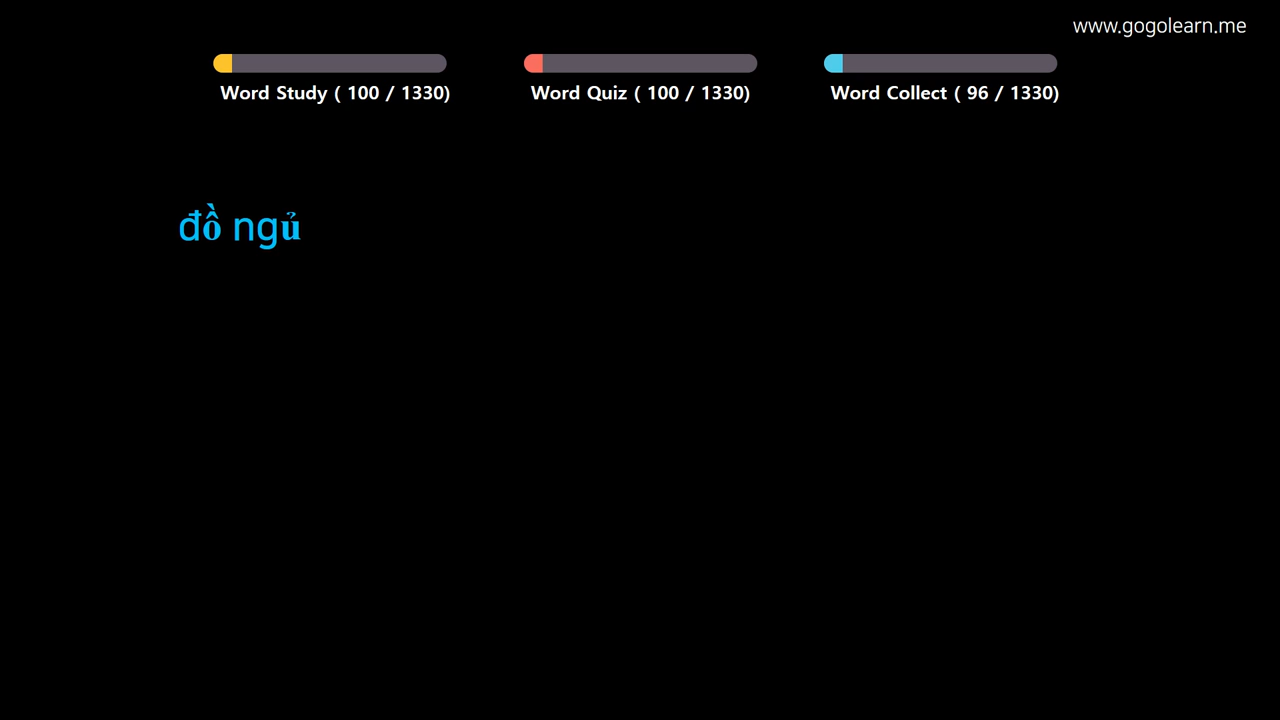 www.gogolearn.me
Word Study ( 100 / 1330)
Word Quiz ( 100 / 1330)
Word Collect ( 96 / 1330)
đồ ngủ